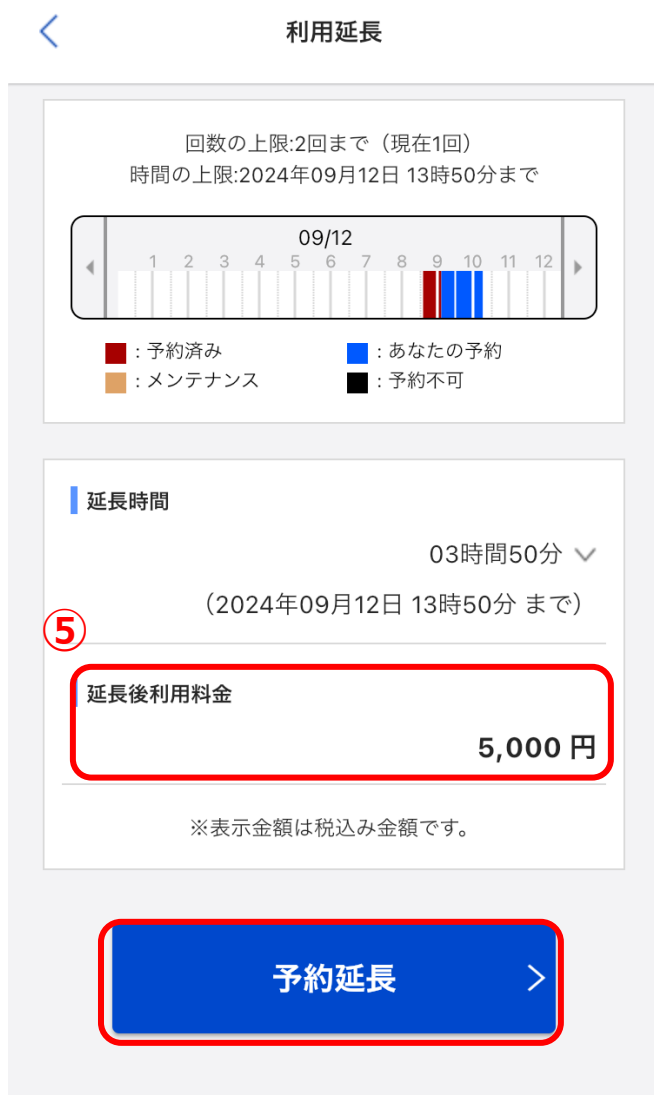 利用延長
回数の上限:2回まで（現在1回）
時間の上限:2024年09月12日 13時50分まで
09/12
1 2 3 4 5 6 7 8 9 10 11 12
：予約済み ：あなたの予約
：メンテナンス ：予約不可
延長時間
03時間50分
（2024年09月12日 13時50分 まで）
⑤
延長後利用料金
5,000 円
※表示金額は税込み金額です。
予約延長